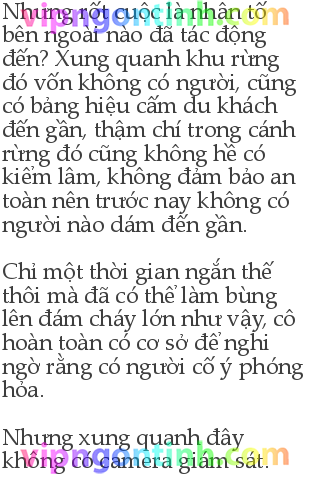 Nhưng rốt cuộc là nhân tố
bên ngoài nào đã tác động
đến? Xung quanh khu rừng
đó vốn không có người, cũng
có bảng hiệu cấm du khách
đến gần, thậm chí trong cánh
rừng đó cũng không hề có
kiểm lâm, không đảm bảo an
toàn nên trước nay không có
người nào dám đến gần.
Chỉ một thời gian ngắn thế
thôi mà đã có thể làm bùng
lên đám cháy lớn như vậy, cô
hoàn toàn có cơ sở để nghi
ngờ rằng có người cố ý phóng
hỏa.
Nhưng xung quanh đây
không có camera giám sát.
vipngontinh.com
vipngontinh.com